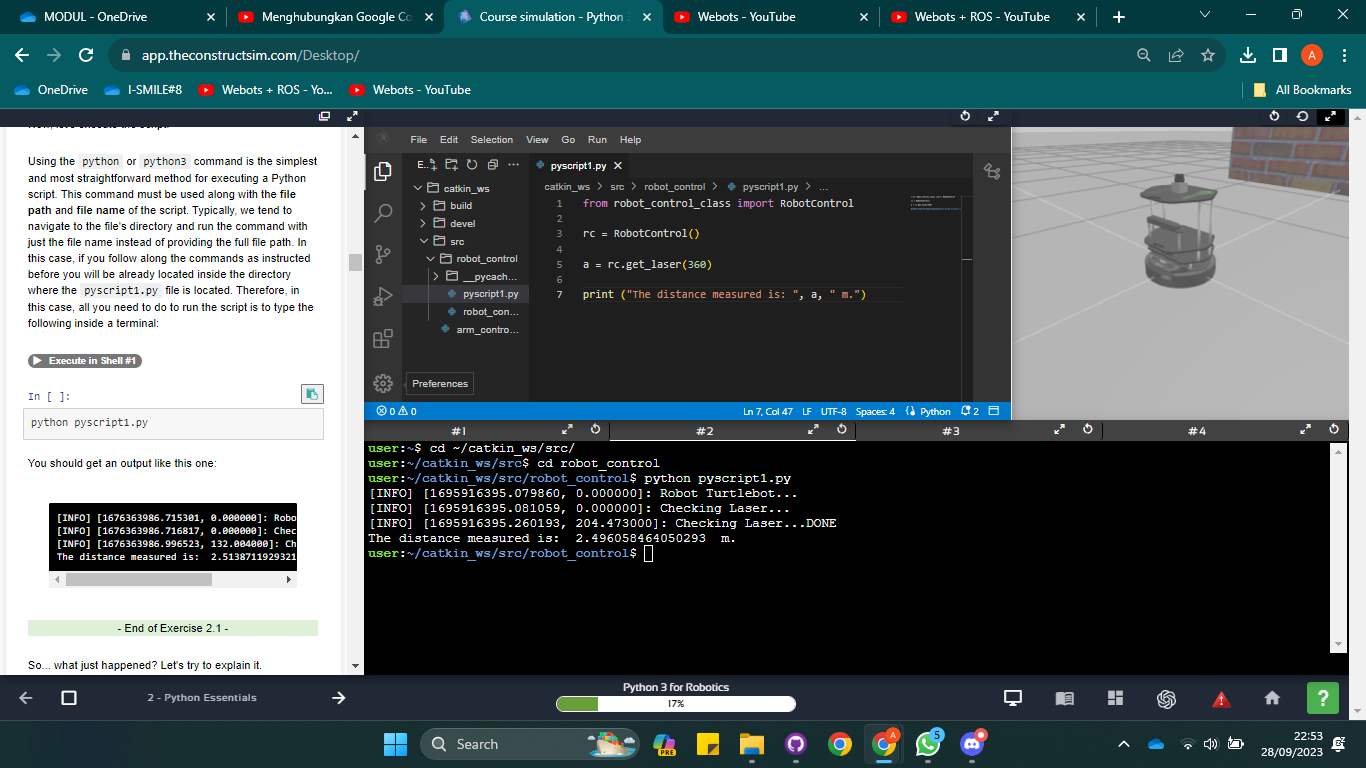 MODUL - OneDrive
Menghubungkan Google Co
Course simulation - Python 3
Webots - YouTube
Webots + ROS - YouTube
app.theconstructsim.com/Desktop/
A
OneDrive
I-SMILE#8
Webots + ROS - Yo...
Webots - YouTube
All Bookmarks
Using the python or python3 command is the simplest
and most straightforward method for executing a Python
script. This command must be used along with the file
path and file name of the script. Typically, we tend to
navigate to the file's directory and run the command with
just the file name instead of providing the full file path. In
this case, if you follow along the commands as instructed
before you will be already located inside the directory
where the pyscript1.py file is located. Therefore, in
this case, all you need to do to run the script is to type the
following inside a terminal:
Execute in Shell #1
In [ ]:
python pyscript1.py
You should get an output like this one:
[INFO] [1676363986.715301, 0.000000]: Robo
[INFO] [1676363986.716817, 0.000000]: Chec
[INFO] [1676363986.996523, 132.004000]: Ch
The distance measured is:  2.5138711929321
- End of Exercise 2.1 -
So... what just happened? Let's try to explain it.
File Edit Selection View Go Run Help
E...
catkin_ws
build
devel
src
robot_control
__pycach...
pyscript1.py
robot_con...
arm_contro...
Preferences
pyscript1.py
catkin_ws > src > robot_control > pyscript1.py > ...
1 from robot_control_class import RobotControl
2
3 rc = RobotControl()
4
5 a = rc.get_laser(360)
6
7 print ("The distance measured is: ", a, " m.")
0 0
Ln 7, Col 47 LF UTF-8 Spaces: 4 Python 2
#1 #2 #3 #4
user:~$ cd ~/catkin_ws/src/
user:~/catkin_ws/src$ cd robot_control
user:~/catkin_ws/src/robot_control$ python pyscript1.py
[INFO] [1695916395.079860, 0.000000]: Robot Turtlebot...
[INFO] [1695916395.081059, 0.000000]: Checking Laser...
[INFO] [1695916395.260193, 204.473000]: Checking Laser...DONE
The distance measured is:  2.496058464050293  m.
user:~/catkin_ws/src/robot_control$
2 - Python Essentials
Python 3 for Robotics
17%
?
Search
PRE
A
5
22:53
28/09/2023